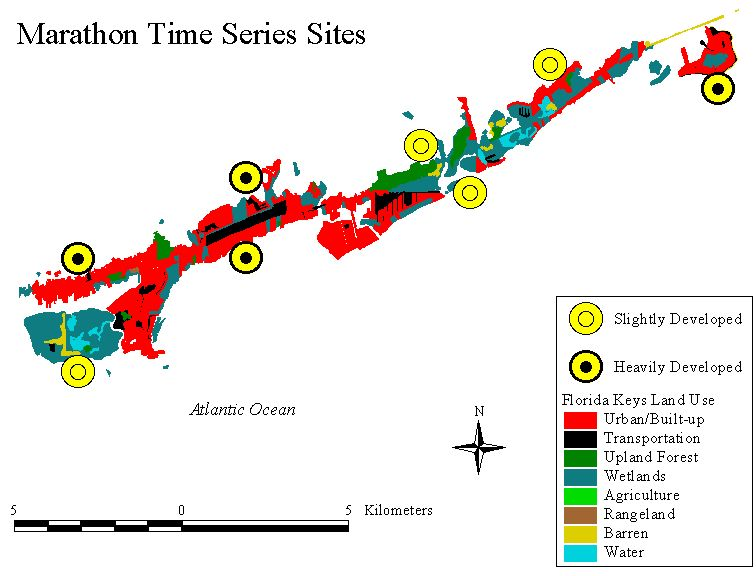 Marathon Time Series Sites
Slightly Developed
Heavily Developed
Florida Keys Land Use
Urban/Built-up
Transportation
Upland Forest
Wetlands
Agriculture
Rangeland
Barren
Water
Atlantic Ocean
N
5 0 5 Kilometers